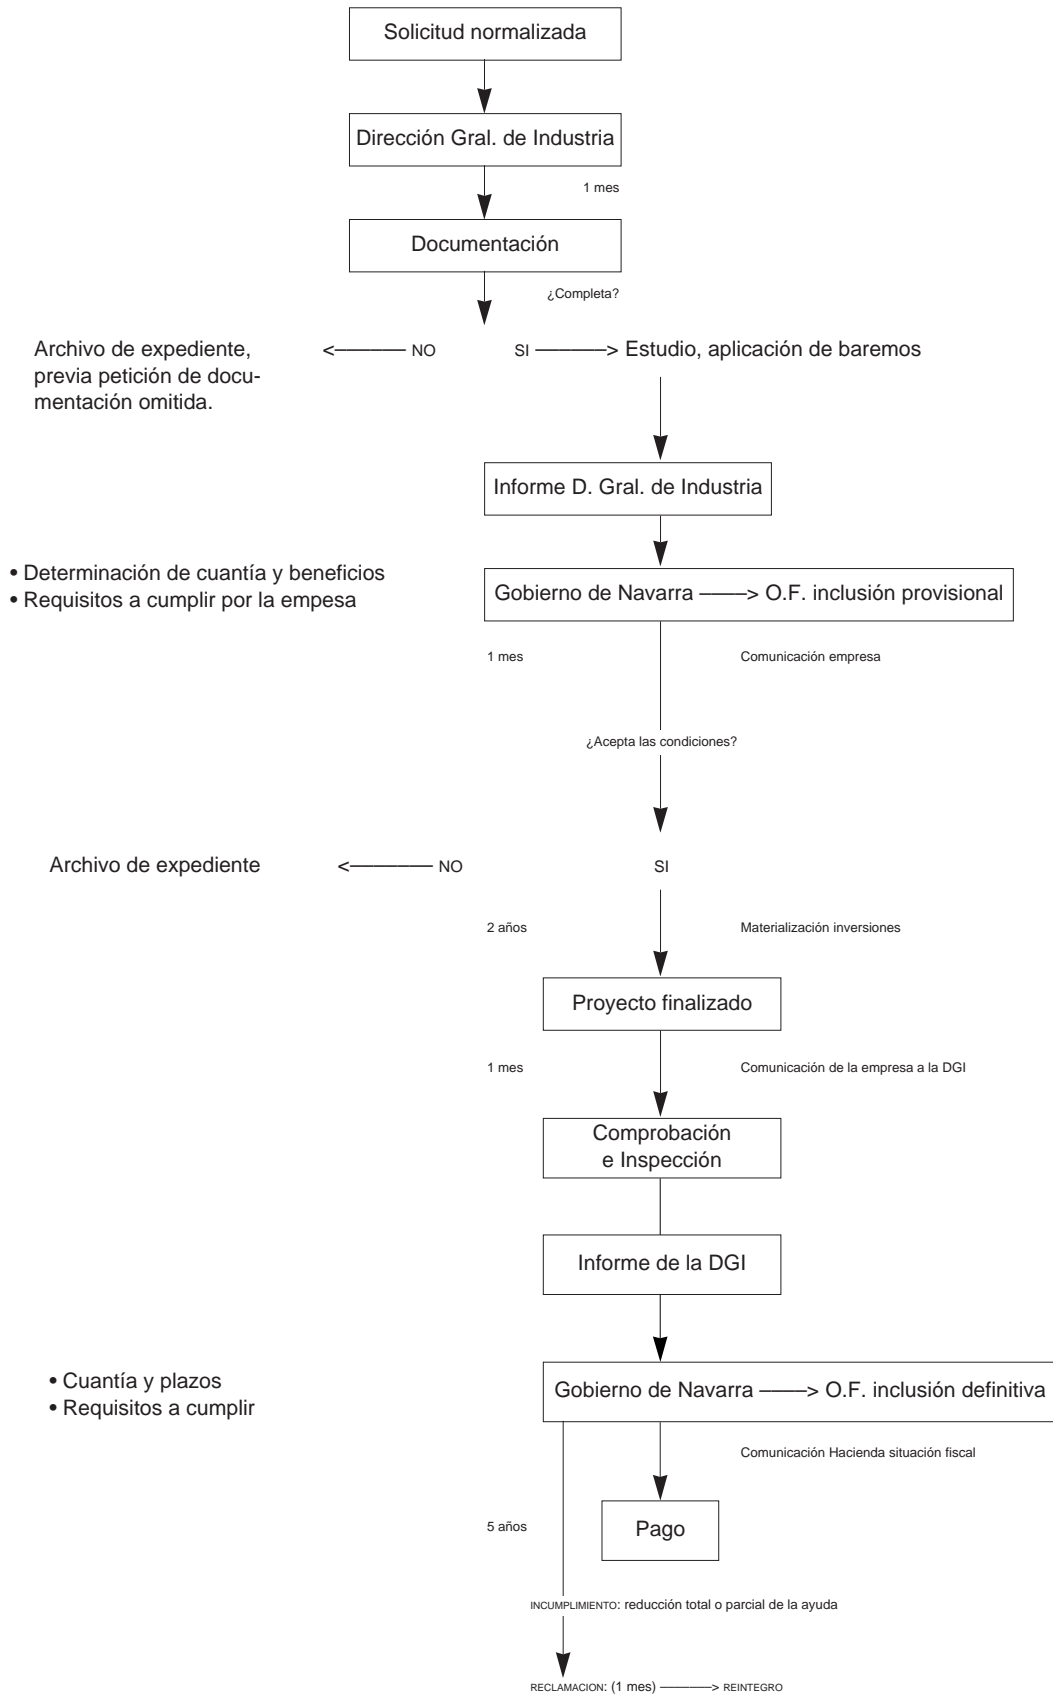 Solicitud normalizada
Dirección Gral. de Industria
1 mes
Documentación
¿Completa?
Archivo de expediente, <——— NO SI ———> Estudio, aplicación de baremos
previa petición de docu-
mentación omitida.
Informe D. Gral. de Industria
• Determinación de cuantía y beneficios
• Requisitos a cumplir por la empesa
Gobierno de Navarra ——> O.F. inclusión provisional
1 mes Comunicación empresa
¿Acepta las condiciones?
Archivo de expediente <———— NO SI
2 años Materialización inversiones
Proyecto finalizado
1 mes Comunicación de la empresa a la DGI
Comprobación
e Inspección
Informe de la DGI
• Cuantía y plazos
• Requisitos a cumplir
Gobierno de Navarra ——> O.F. inclusión definitiva
Comunicación Hacienda situación fiscal
5 años
Pago
INCUMPLIMIENTO: reducción total o parcial de la ayuda
RECLAMACION: (1 mes) ———> REINTEGRO